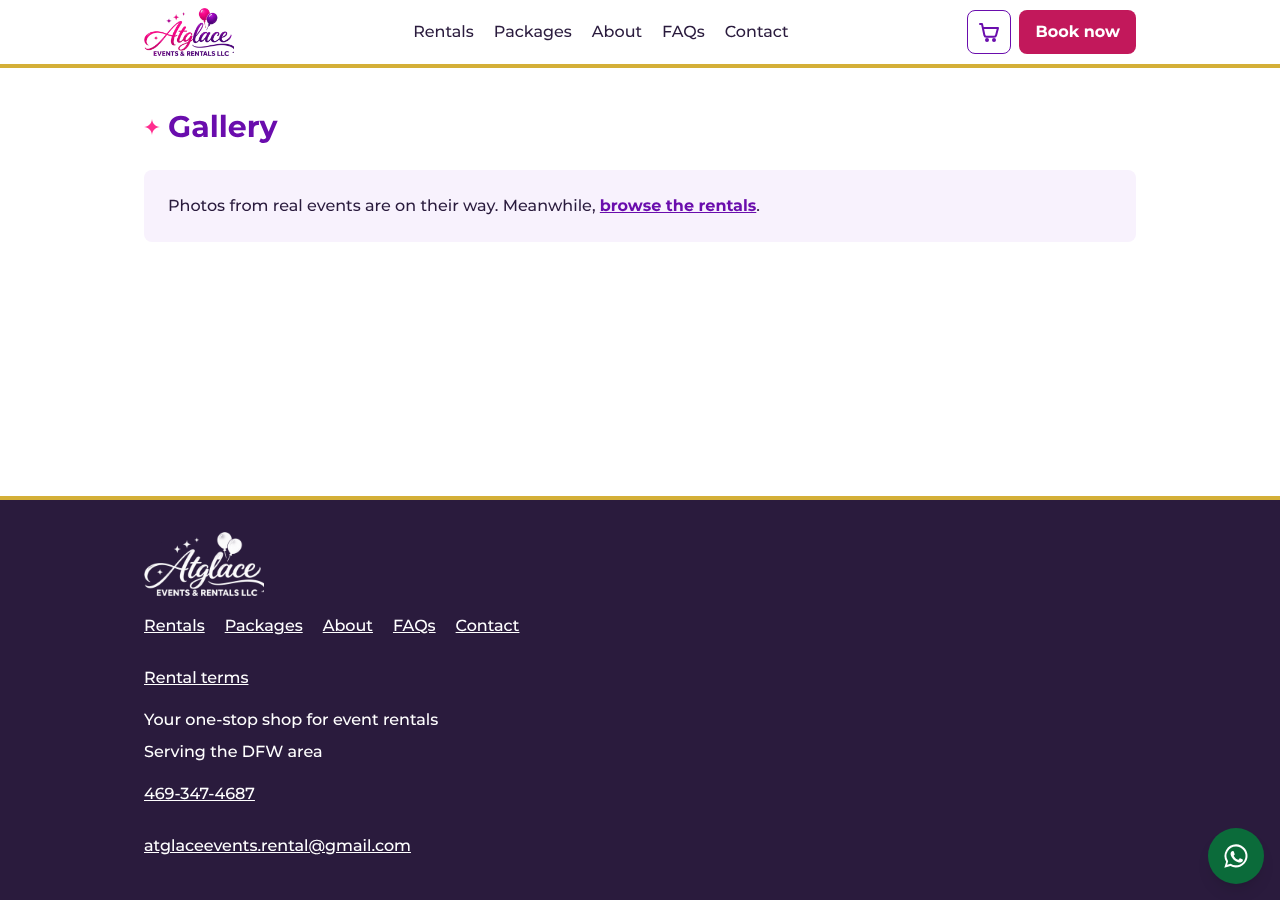 Atglace
EVENTS & RENTALS LLC
Rentals Packages About FAQs Contact
Book now
Gallery
Photos from real events are on their way. Meanwhile, browse the rentals.
Atglace
EVENTS & RENTALS LLC
Rentals Packages About FAQs Contact
Rental terms
Your one-stop shop for event rentals
Serving the DFW area
469-347-4687
atglaceevents.rental@gmail.com